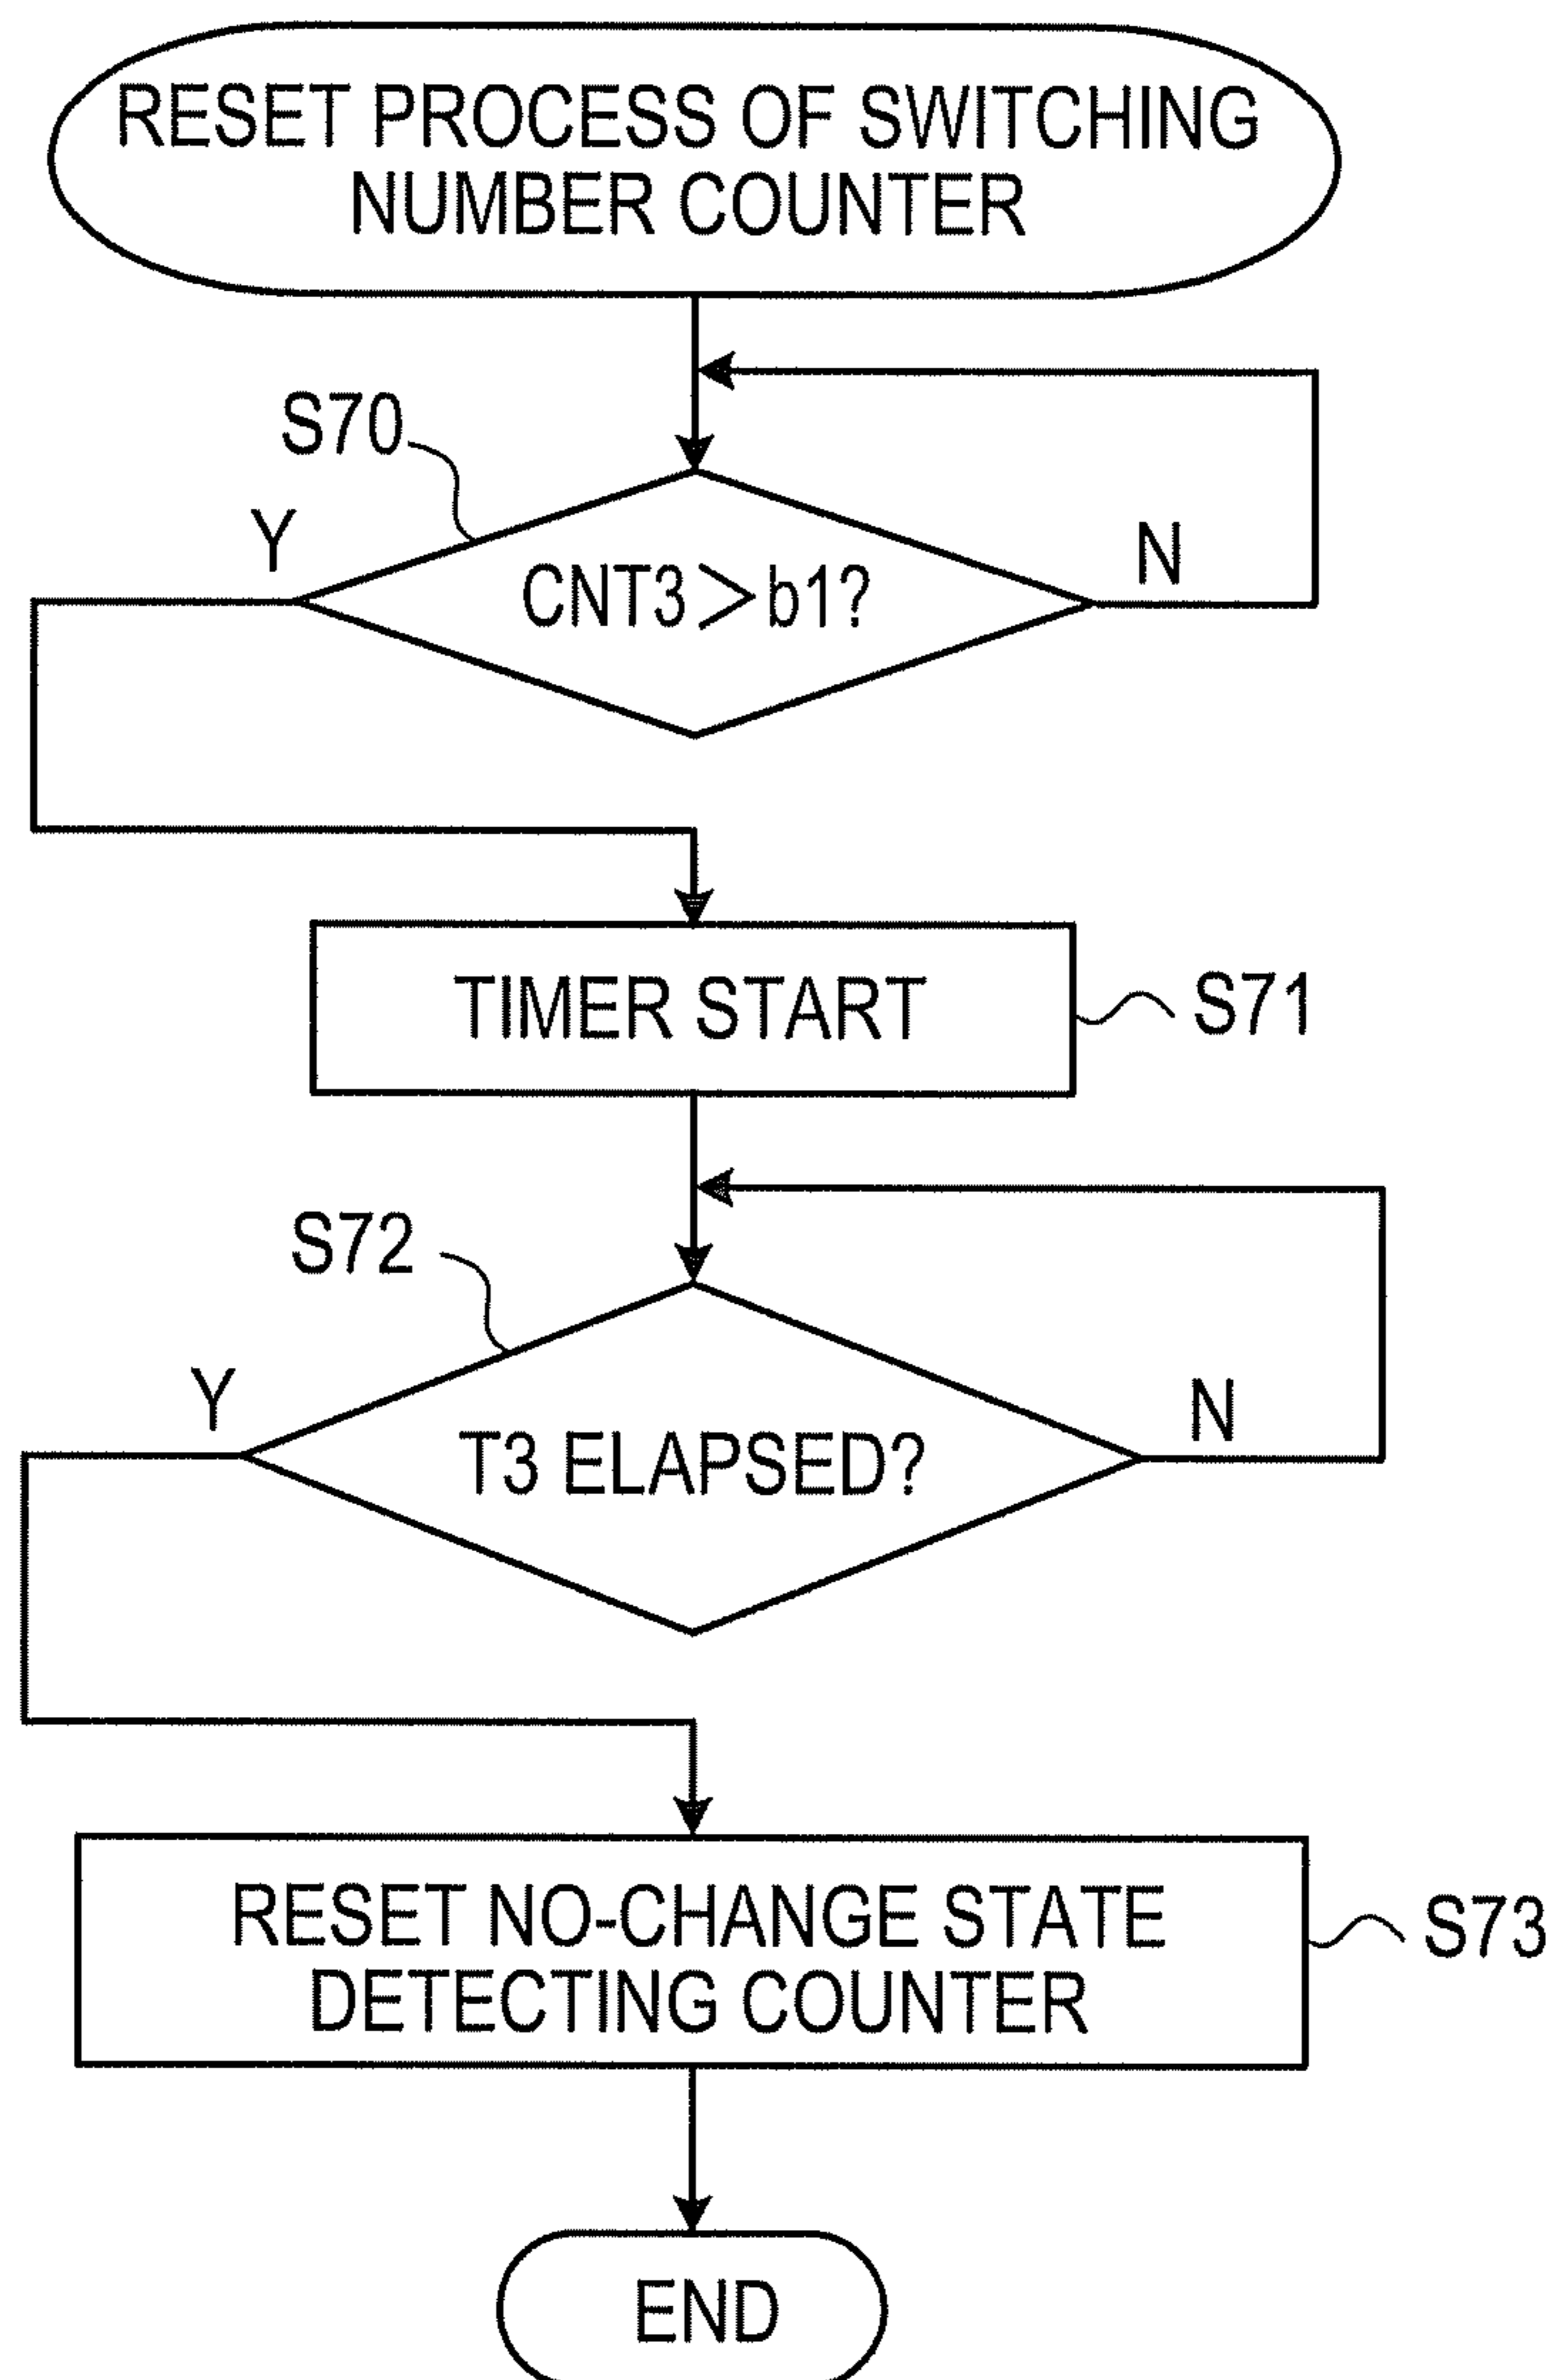 RESET PROCESS OF SWITCHING
NUMBER COUNTER
S70
Y
N
CNT3>b1?
TIMER START
S71
S72
Y
N
T3 ELAPSED?
RESET NO-CHANGE STATE
DETECTING COUNTER
S73
END